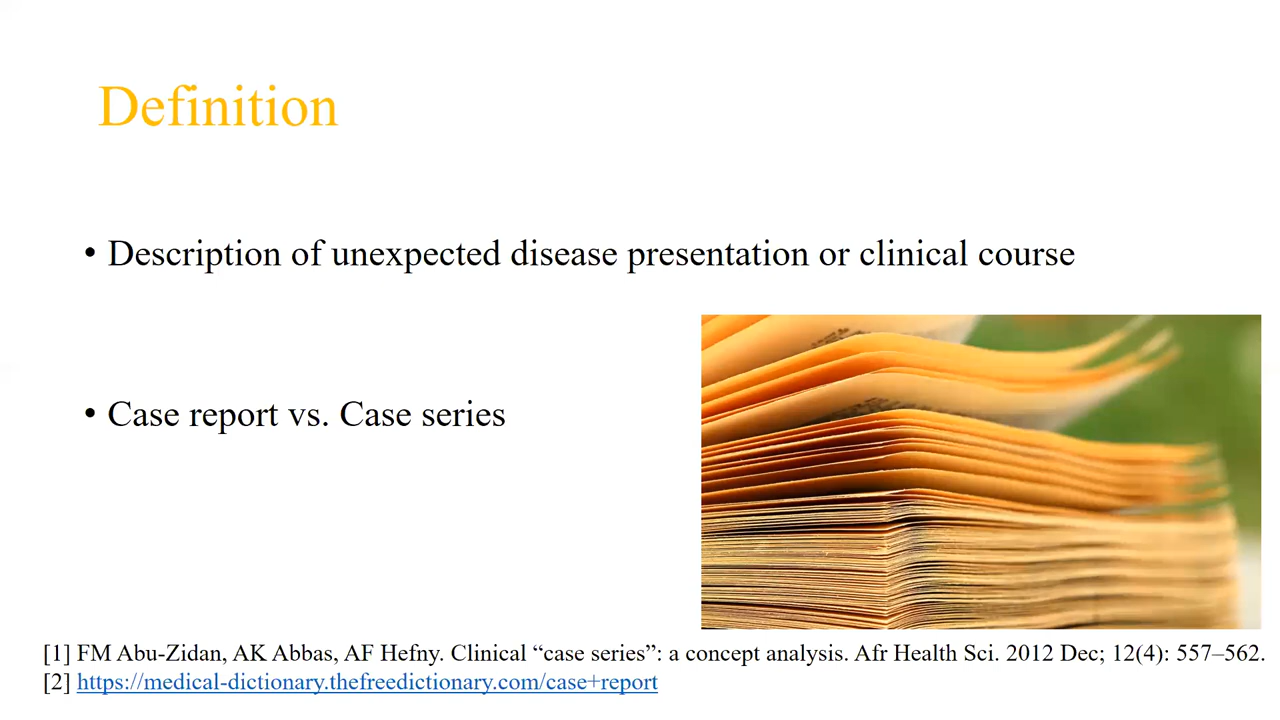 Definition
• Description of unexpected disease presentation or clinical course
• Case report vs. Case series
[1] FM Abu-Zidan, AK Abbas, AF Hefny. Clinical “case series”: a concept analysis. Afr Health Sci. 2012 Dec; 12(4): 557–562.
[2] https://medical-dictionary.thefreedictionary.com/case+report